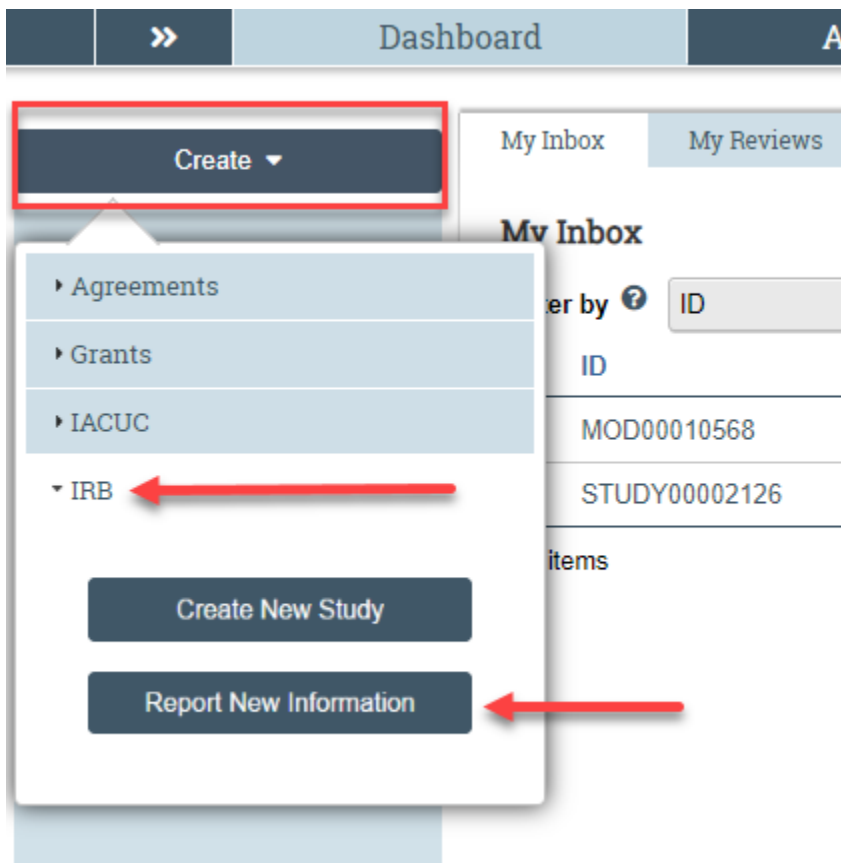 Dashboard
Create
My Inbox
My Reviews
My Inbox
by
ID
ID
MOD00010568
STUDY00002126
items
Agreements
Grants
IACUC
IRB
Create New Study
Report New Information